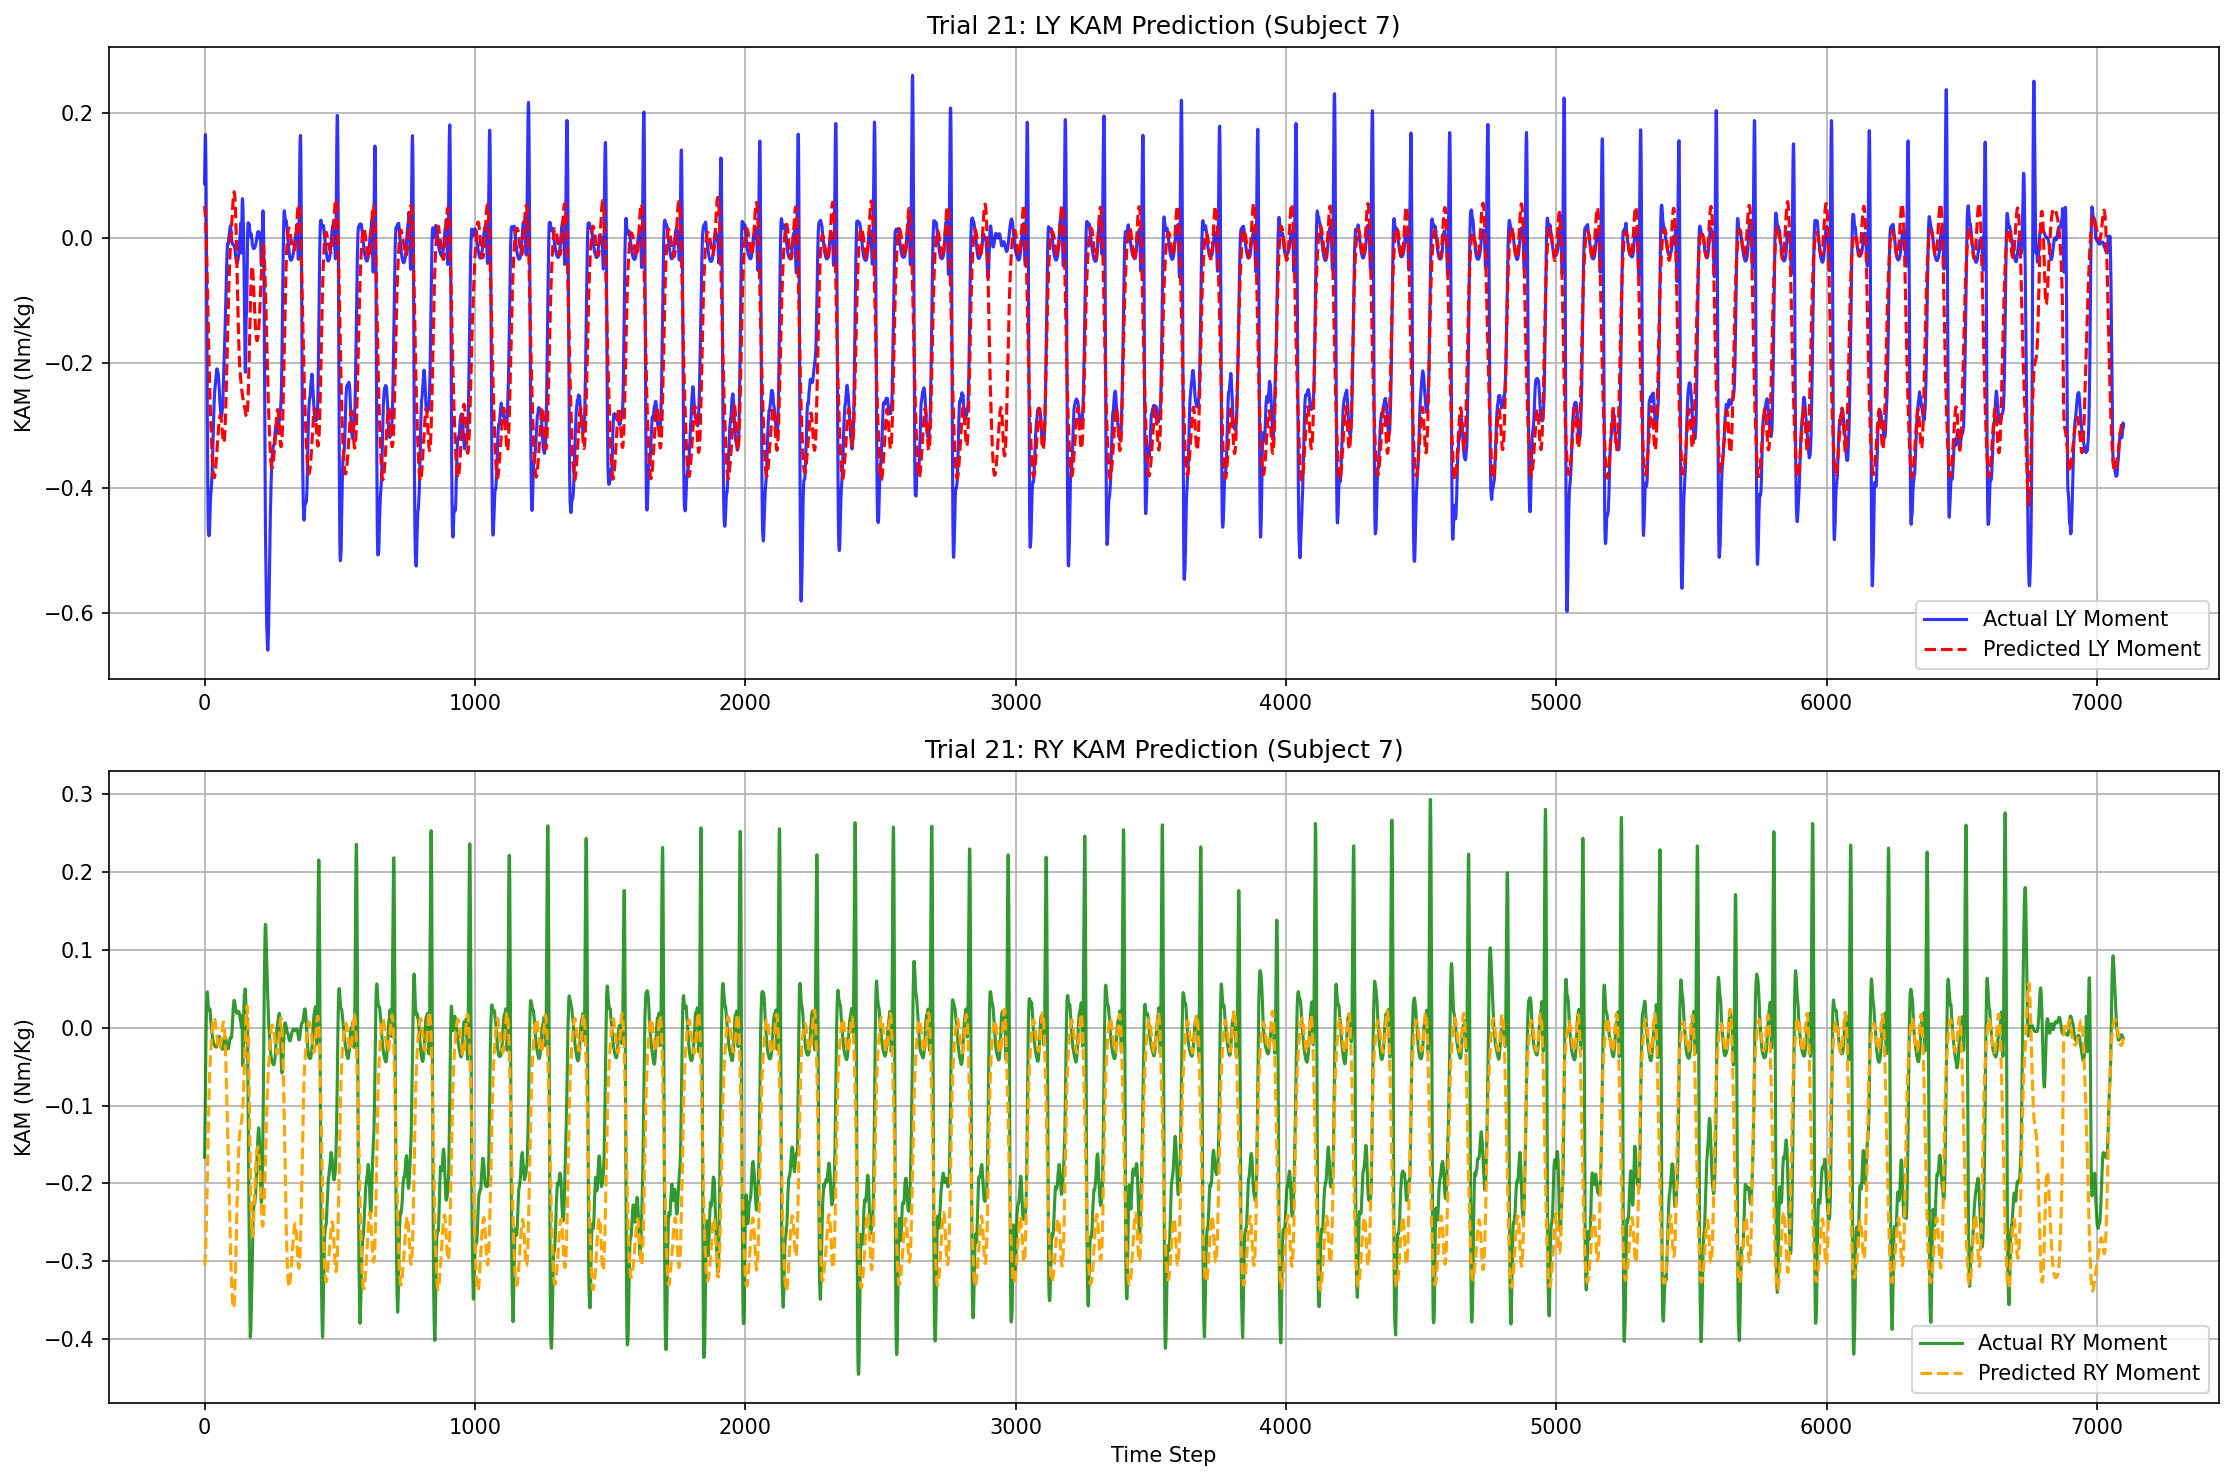 Trial 21: LY KAM Prediction (Subject 7)
KAM (Nm/Kg)
0.2
0.0
−0.2
−0.4
−0.6
Actual LY Moment
Predicted LY Moment
0 1000 2000 3000 4000 5000 6000 7000
Trial 21: RY KAM Prediction (Subject 7)
KAM (Nm/Kg)
0.3
0.2
0.1
0.0
−0.1
−0.2
−0.3
−0.4
Actual RY Moment
Predicted RY Moment
0 1000 2000 3000 4000 5000 6000 7000
Time Step